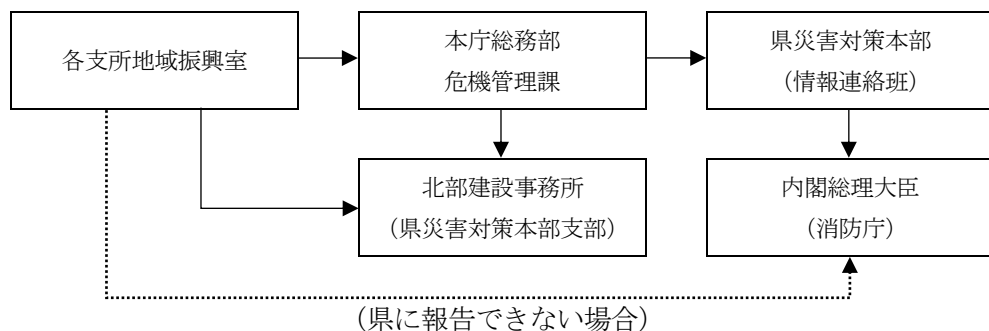 各支所地域振興室
本庁総務部
危機管理課
県災害対策本部
（情報連絡班）
北部建設事務所
（県災害対策本部支部）
内閣総理大臣
（消防庁）
（県に報告できない場合）